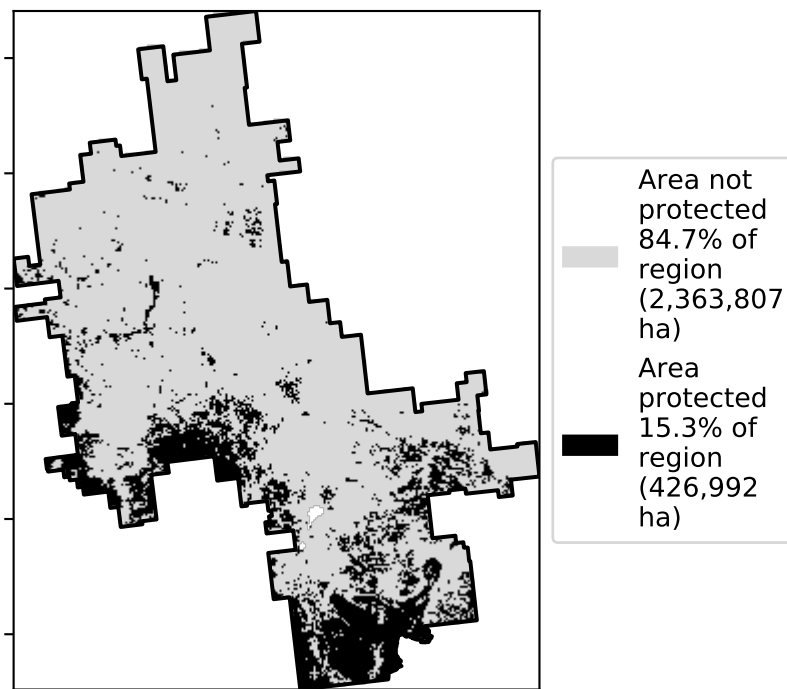 Area not
protected
84.7% of
region
(2,363,807
ha)
Area
protected
15.3% of
region
(426,992
ha)